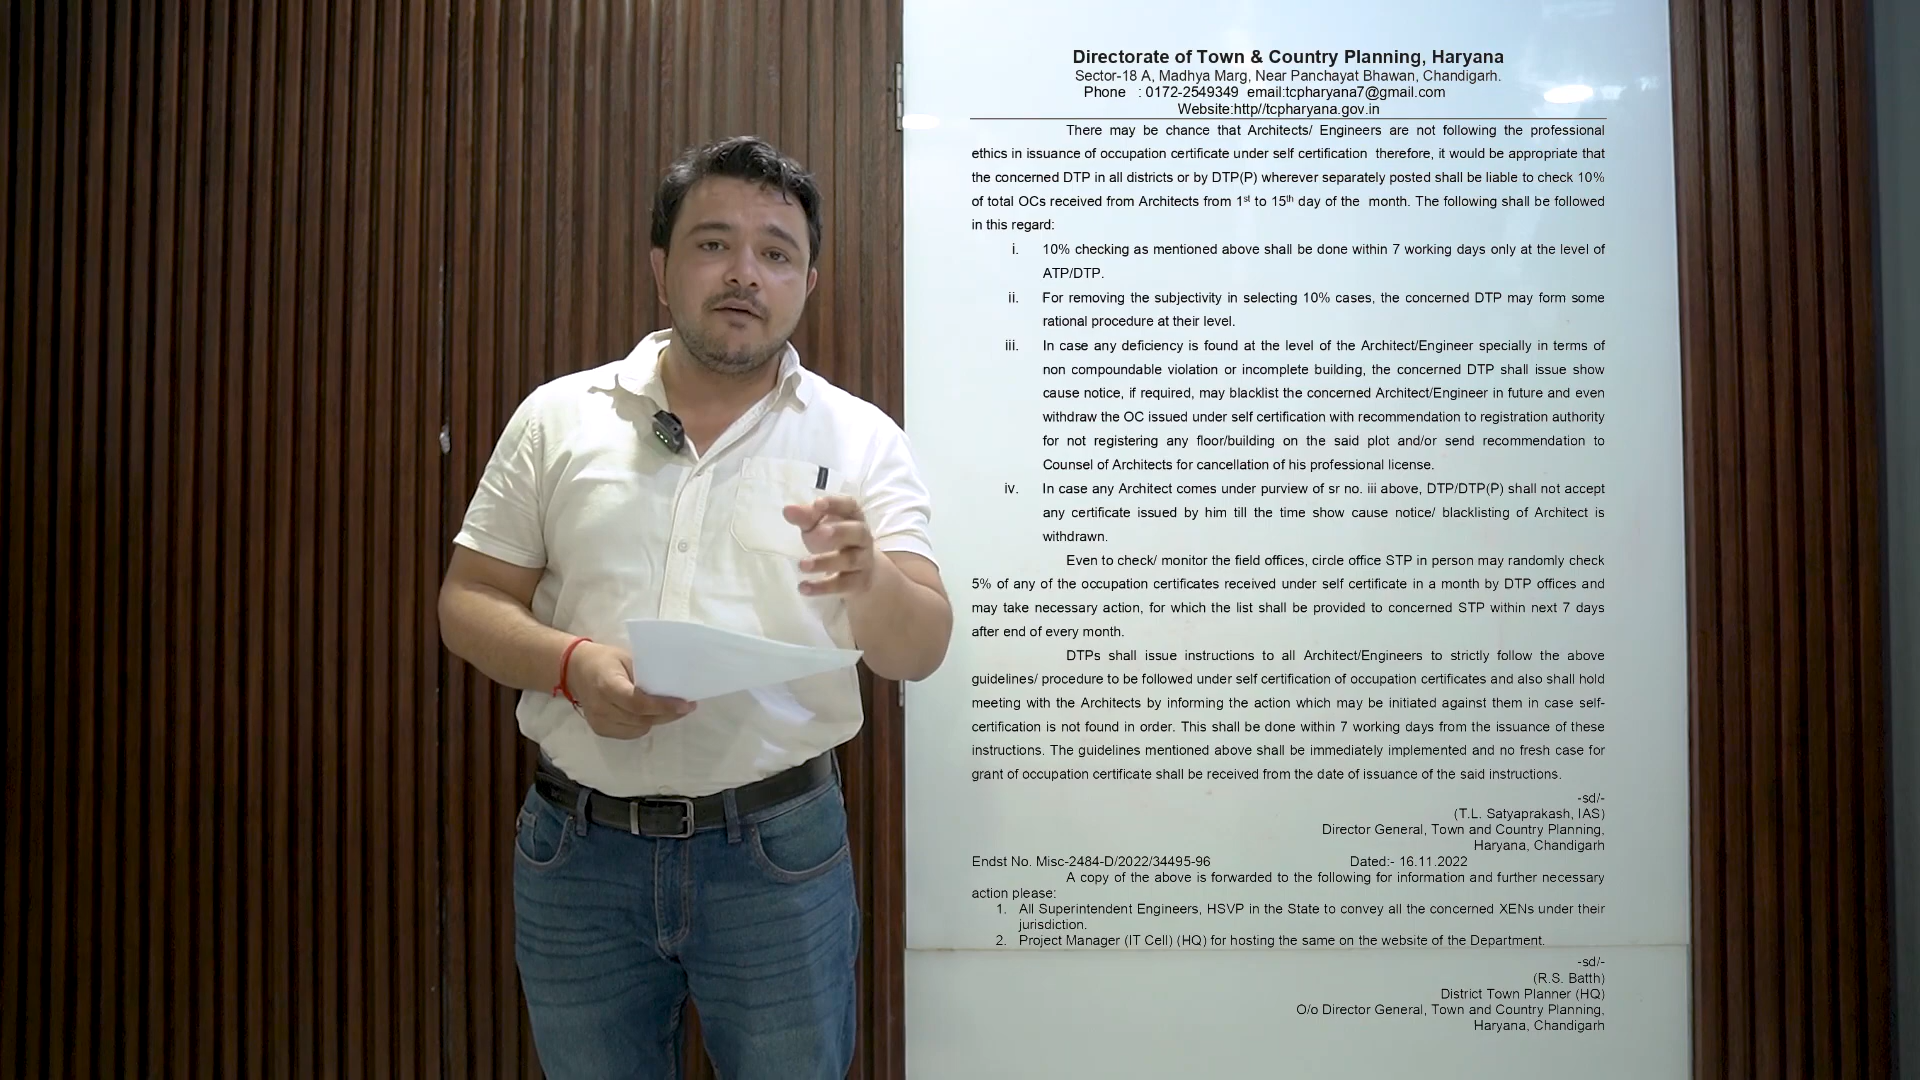 Directorate of Town & Country Planning, Haryana
Sector-18 A, Madhya Marg, Near Panchayat Bhawan, Chandigarh.
Phone : 0172-2549349 email:tcpharyana7@gmail.com
Website:http//tcpharyana.gov.in
There may be chance that Architects/ Engineers are not following the professional
ethics in issuance of occupation certificate under self certification therefore, it would be appropriate that
the concerned DTP in all districts or by DTP(P) wherever separately posted shall be liable to check 10%
of total OCs received from Architects from 1st to 15th day of the month. The following shall be followed
in this regard:
i. 10% checking as mentioned above shall be done within 7 working days only at the level of
ATP/DTP.
ii. For removing the subjectivity in selecting 10% cases, the concerned DTP may form some
rational procedure at their level.
iii. In case any deficiency is found at the level of the Architect/Engineer specially in terms of
non compoundable violation or incomplete building, the concerned DTP shall issue show
cause notice, if required, may blacklist the concerned Architect/Engineer in future and even
withdraw the OC issued under self certification with recommendation to registration authority
for not registering any floor/building on the said plot and/or send recommendation to
Counsel of Architects for cancellation of his professional license.
iv. In case any Architect comes under purview of sr no. iii above, DTP/DTP(P) shall not accept
any certificate issued by him till the time show cause notice/ blacklisting of Architect is
withdrawn.
Even to check/ monitor the field offices, circle office STP in person may randomly check
5% of any of the occupation certificates received under self certificate in a month by DTP offices and
may take necessary action, for which the list shall be provided to concerned STP within next 7 days
after end of every month.
DTPs shall issue instructions to all Architect/Engineers to strictly follow the above
guidelines/ procedure to be followed under self certification of occupation certificates and also shall hold
meeting with the Architects by informing the action which may be initiated against them in case self-
certification is not found in order. This shall be done within 7 working days from the issuance of these
instructions. The guidelines mentioned above shall be immediately implemented and no fresh case for
grant of occupation certificate shall be received from the date of issuance of the said instructions.
-sd/-
(T.L. Satyaprakash, IAS)
Director General, Town and Country Planning,
Haryana, Chandigarh
Endst No. Misc-2484-D/2022/34495-96 Dated:- 16.11.2022
A copy of the above is forwarded to the following for information and further necessary
action please:
1. All Superintendent Engineers, HSVP in the State to convey all the concerned XENs under their
jurisdiction.
2. Project Manager (IT Cell) (HQ) for hosting the same on the website of the Department.
-sd/-
(R.S. Batth)
District Town Planner (HQ)
O/o Director General, Town and Country Planning,
Haryana, Chandigarh